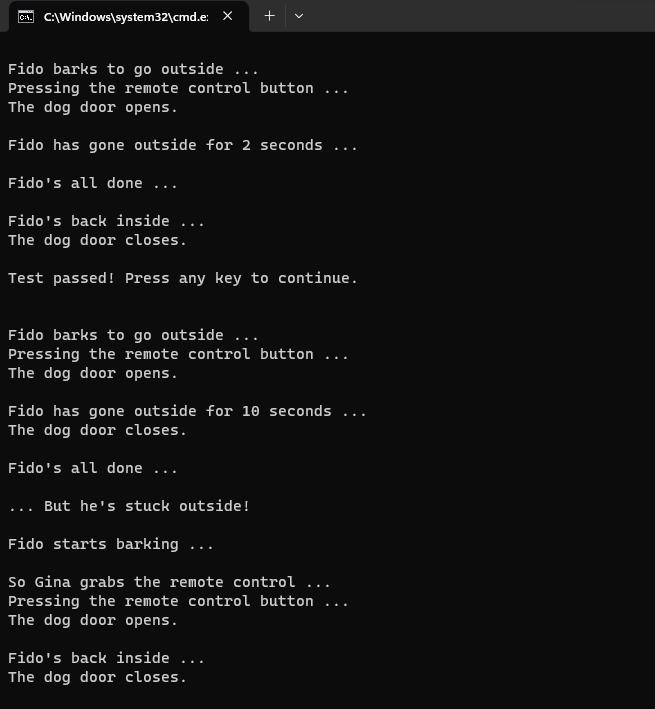 C:\Windows\system32\cmd.e:
Fido barks to go outside ...
Pressing the remote control button ...
The dog door opens.
Fido has gone outside for 2 seconds ...
Fido's all done ...
Fido's back inside ...
The dog door closes.
Test passed! Press any key to continue.
Fido barks to go outside ...
Pressing the remote control button ...
The dog door opens.
Fido has gone outside for 10 seconds ...
The dog door closes.
Fido's all done ...
... But he's stuck outside!
Fido starts barking ...
So Gina grabs the remote control ...
Pressing the remote control button ...
The dog door opens.
Fido's back inside ...
The dog door closes.